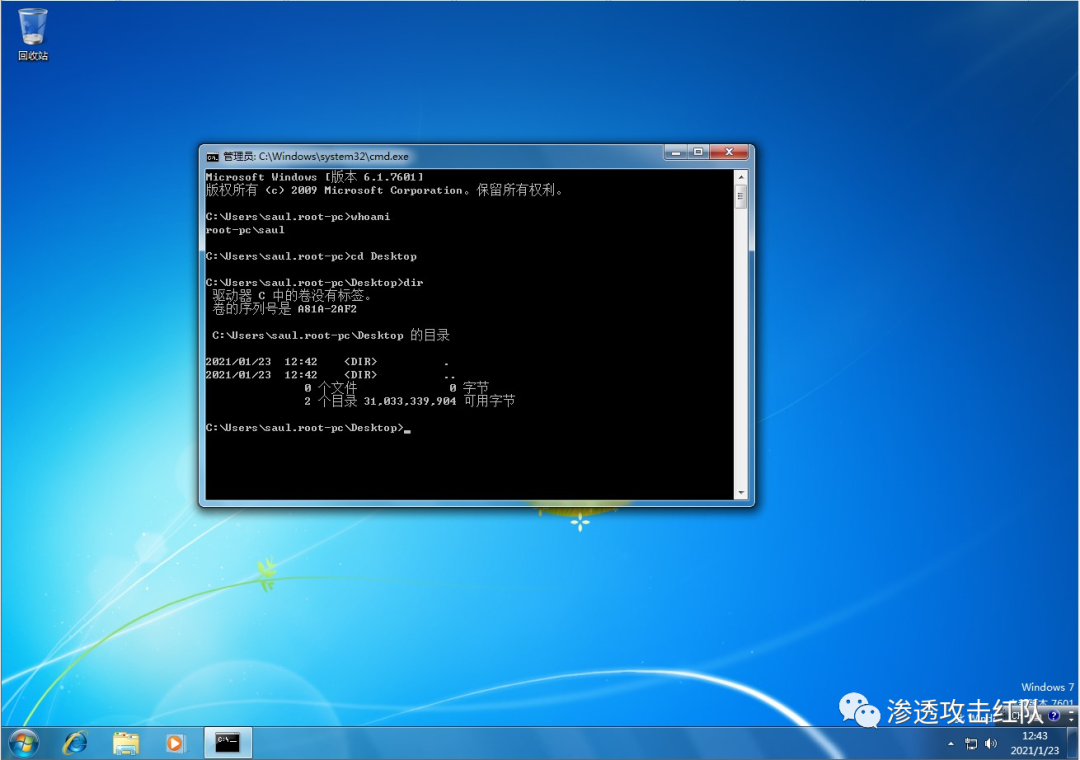 回收站
管理员: C:\Windows\system32\cmd.exe
Microsoft Windows [版本 6.1.7601]
版权所有 (c) 2009 Microsoft Corporation。保留所有权利。
C:\Users\saul.root-pc>whoami
root-pc\saul
C:\Users\saul.root-pc>cd Desktop
C:\Users\saul.root-pc\Desktop>dir
驱动器 C 中的卷没有标签。
卷的序列号是 A81A-2AF2
C:\Users\saul.root-pc\Desktop 的目录
2021/01/23  12:42    <DIR>          .
2021/01/23  12:42    <DIR>          ..
0 个文件              0 字节
2 个目录 31,033,339,904 可用字节
C:\Users\saul.root-pc\Desktop>
Windows 7
7601
渗透攻击红队
12:43
2021/1/23